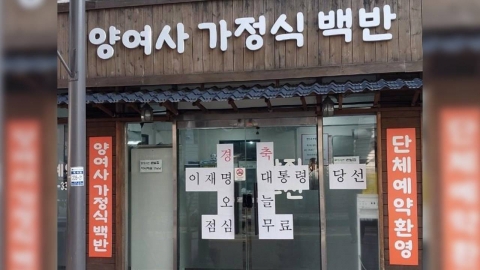 양여사 가정식 백반
경축
이재명 대통령 당선
오늘
점심 무료
양여사 가정식 백반
단체예약환영